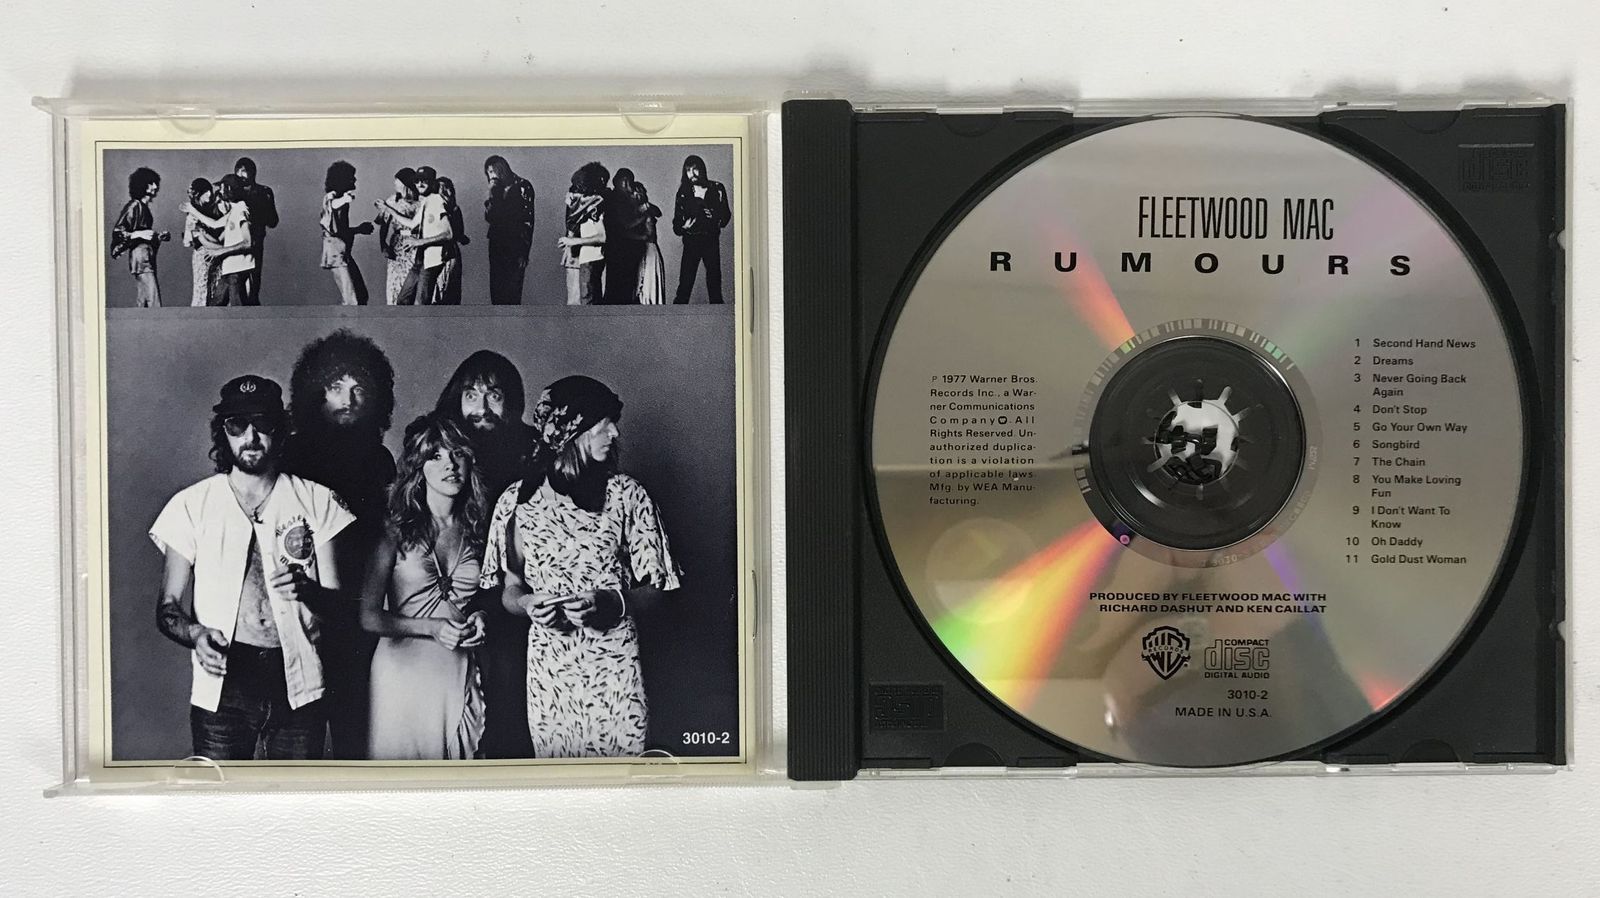 3010-2
FLEETWOOD MAC
RUMOURS
℗ 1977 Warner Bros.
Records Inc., a War-
ner Communications
Company. All
Rights Reserved. Un-
authorized duplica-
tion is a violation
of applicable laws.
Mfg. by WEA Manu-
facturing.
1 Second Hand News
2 Dreams
3 Never Going Back
Again
4 Don't Stop
5 Go Your Own Way
6 Songbird
7 The Chain
8 You Make Loving
Fun
9 I Don't Want To
Know
10 Oh Daddy
11 Gold Dust Woman
PRODUCED BY FLEETWOOD MAC WITH
RICHARD DASHUT AND KEN CAILLAT
RECORDS
COMPACT
disc
DIGITAL AUDIO
3010-2
MADE IN U.S.A.
disc